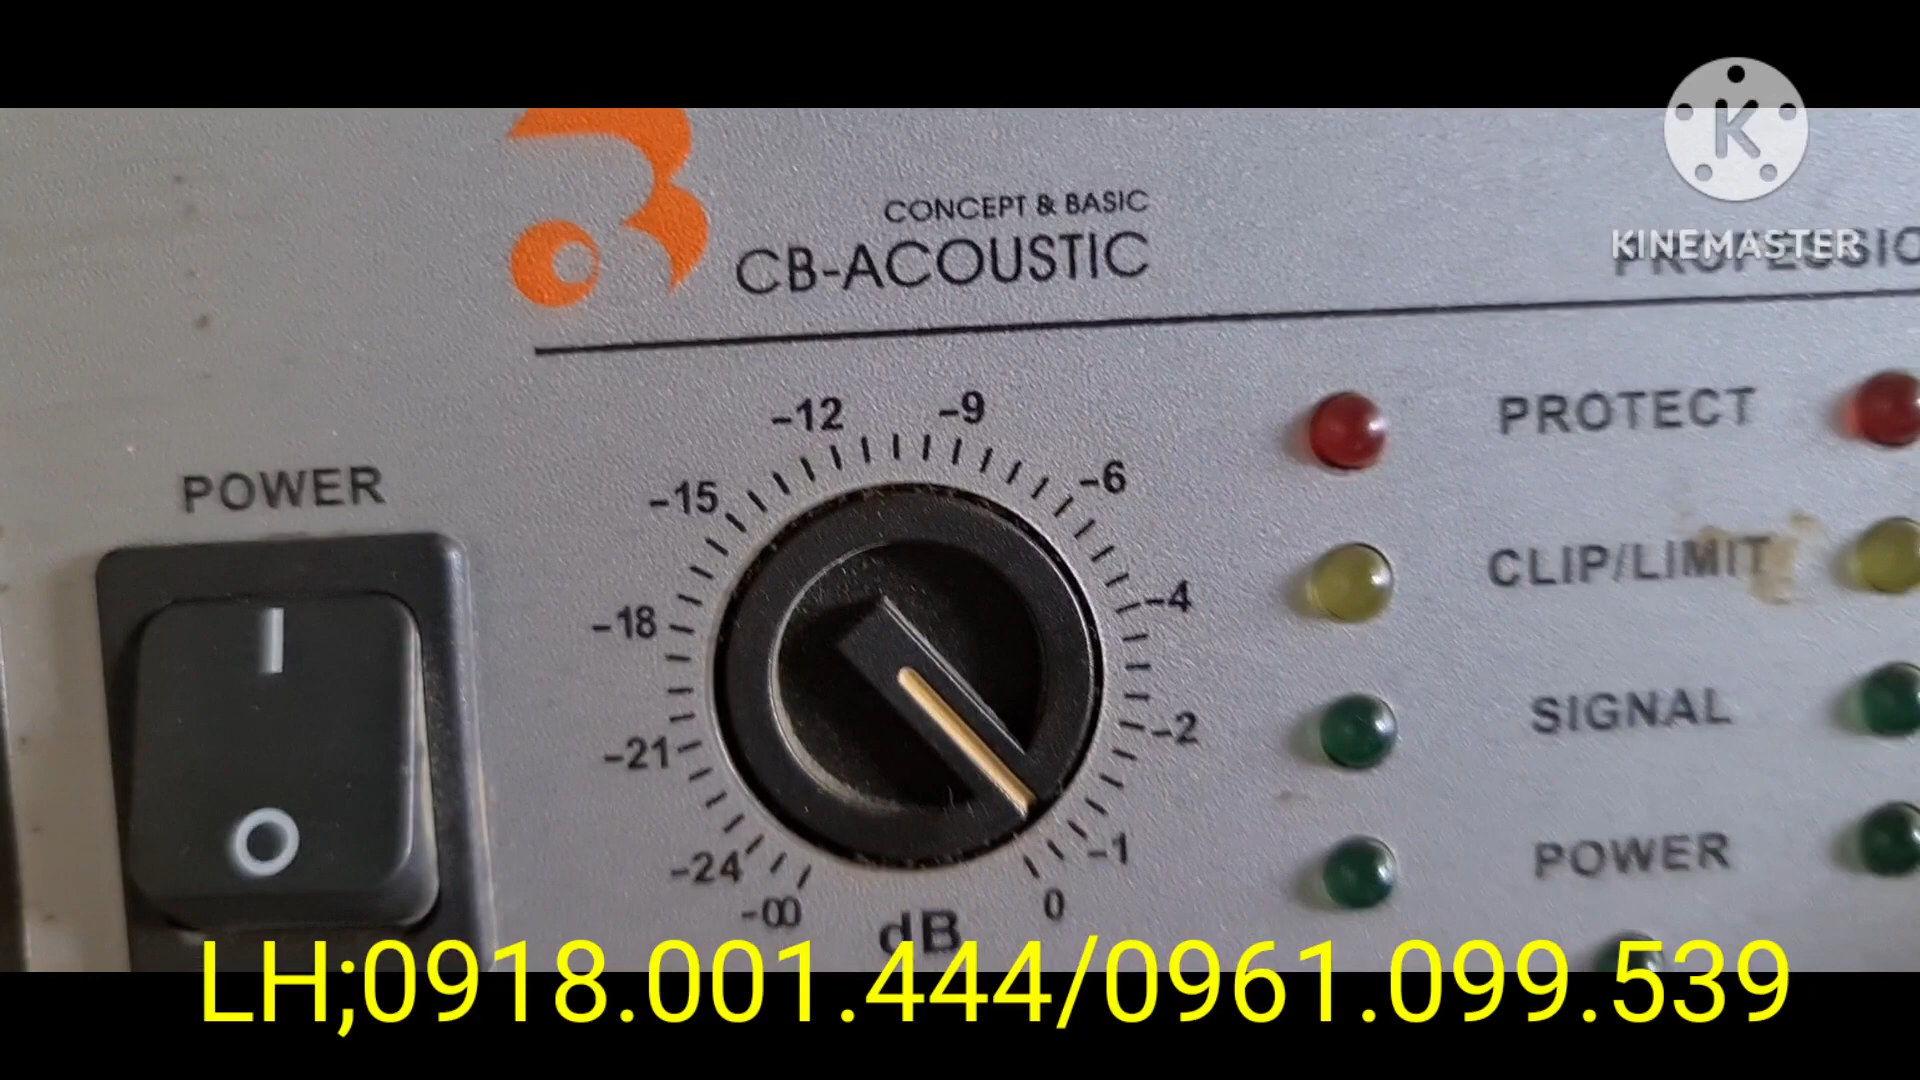 KINEMASTER
CONCEPT & BASIC
CB-ACOUSTIC
-12
-9
-15
-6
PROTECT
POWER
CLIP/LIMIT
-18
-4
SIGNAL
-21
-2
-24
-1
POWER
-00
dB
0
LH;0918.001.444/0961.099.539